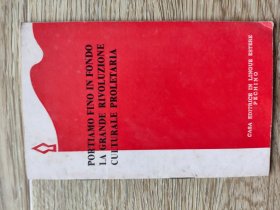 PORTIAMO FINO IN FONDO
LA GRANDE RIVOLUZIONE
CULTURALE PROLETARIA
CASA EDITRICE IN LINGUE ESTERE
PECHINO